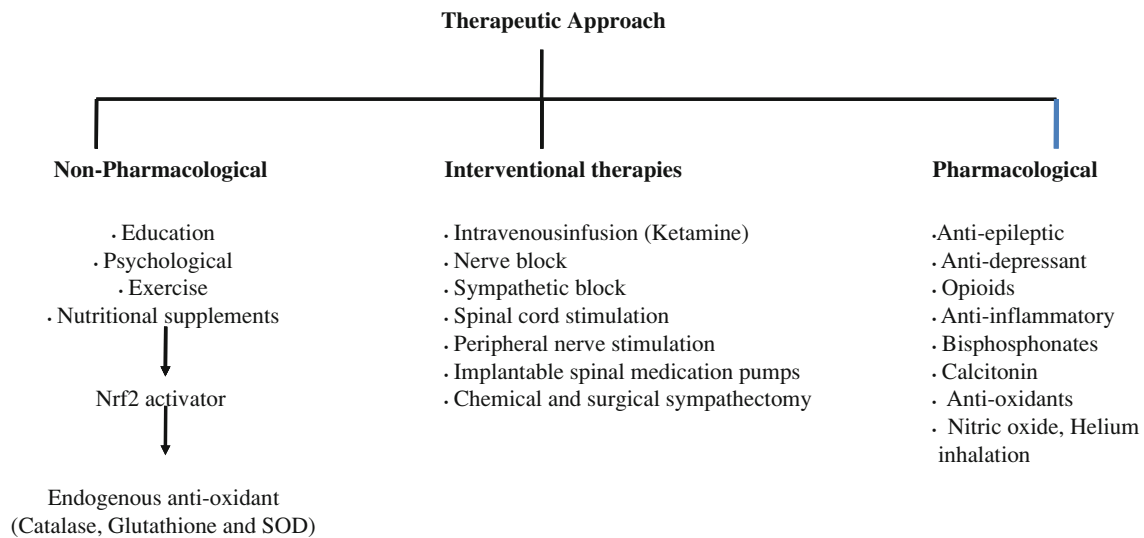 Therapeutic Approach
Non-Pharmacological
. Education
. Psychological
. Exercise
. Nutritional supplements
Nrf2 activator
Endogenous anti-oxidant
(Catalase, Glutathione and SOD)
Interventional therapies
. Intravenousinfusion (Ketamine)
. Nerve block
. Sympathetic block
. Spinal cord stimulation
. Peripheral nerve stimulation
. Implantable spinal medication pumps
. Chemical and surgical sympathectomy
Pharmacological
.Anti-epileptic
. Anti-depressant
. Opioids
. Anti-inflammatory
. Bisphosphonates
. Calcitonin
. Anti-oxidants
. Nitric oxide, Helium
inhalation